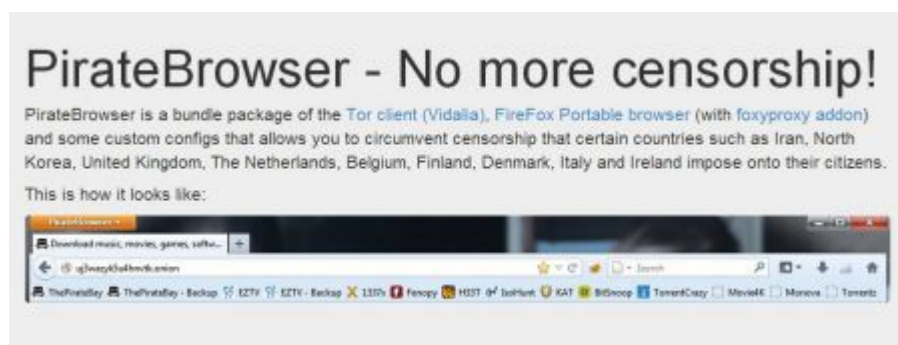 PirateBrowser - No more censorship!
PirateBrowser is a bundle package of the Tor client (Vidalia), FireFox Portable browser (with foxyproxy addon)
and some custom configs that allows you to circumvent censorship that certain countries such as Iran, North
Korea, United Kingdom, The Netherlands, Belgium, Finland, Denmark, Italy and Ireland impose onto their citizens.
This is how it looks like:
PirateBrowser
Download music, movies, games, softw...
Search
ThePirateBay ThePirateBay - Backup EZTV EZTV - Backup 1337x Fenopy H33T IsoHunt KAT BitSnoop TorrentCrazy Movie4K Monova Torrentz